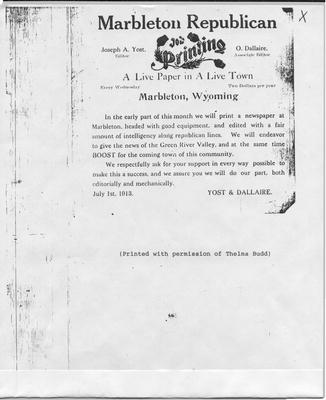 X
Marbleton Republican
Joseph A. Yost, O. Dallaire,
Editor Associate Editor
Job
Printing
A Live Paper in A Live Town
Every Wednesday Two Dollars per year
Marbleton, Wyoming
In the early part of this month we will print a newspaper at
Marbleton, headed with good equipment, and edited with a fair
amount of intelligence along republican lines. We will endeavor
to give the news of the Green River Valley, and at the same time
BOOST for the coming town of this community.
We respectfully ask for your support in every way possible to
make this a success, and we assure you we will do our part, both
editorially and mechanically.
July 1st, 1913. YOST & DALLAIRE.
(Printed with permission of Thelma Budd)